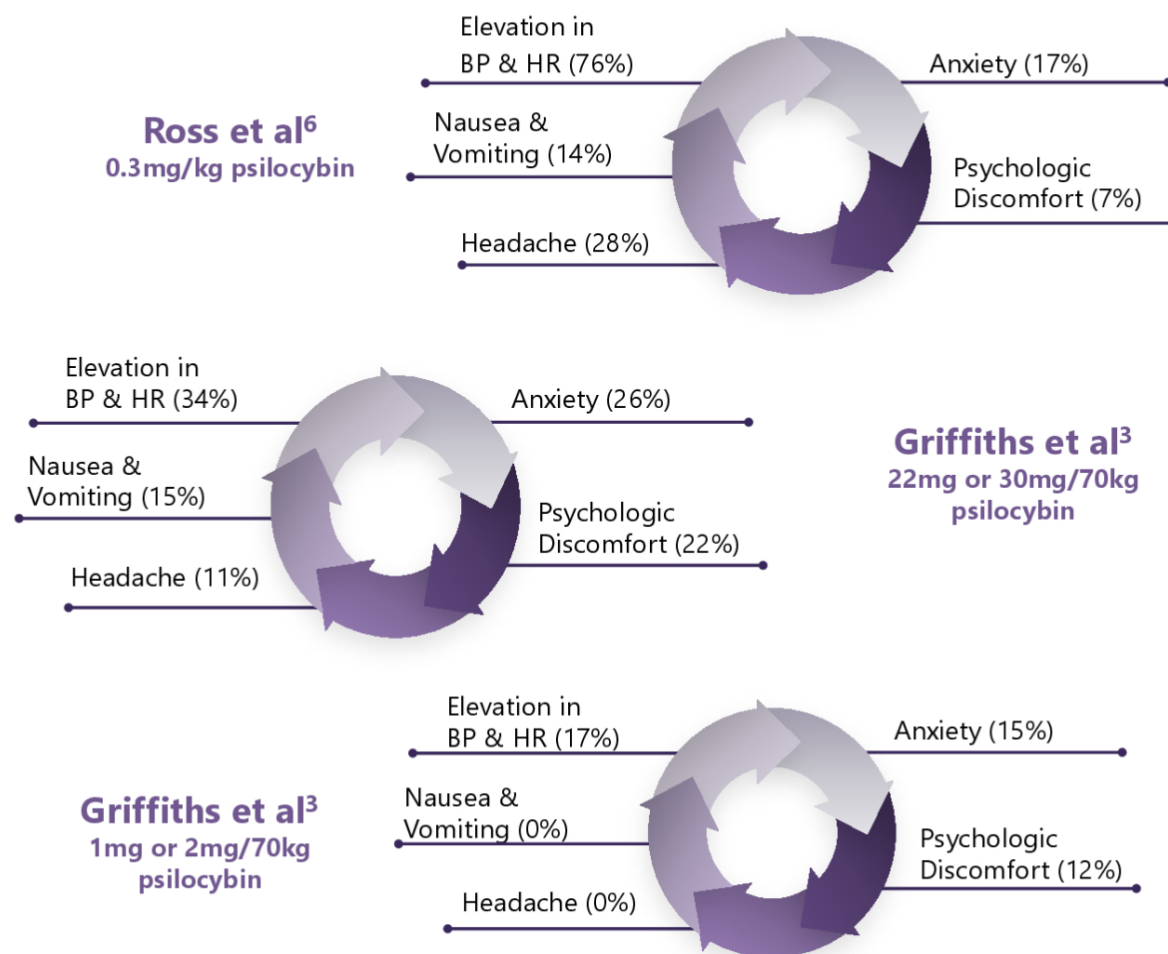 Elevation in
BP & HR (76%)
Anxiety (17%)
Ross et al⁶
0.3mg/kg psilocybin
Nausea &
Vomiting (14%)
Psychologic
Discomfort (7%)
Headache (28%)
Elevation in
BP & HR (34%)
Anxiety (26%)
Griffiths et al³
22mg or 30mg/70kg
psilocybin
Nausea &
Vomiting (15%)
Psychologic
Discomfort (22%)
Headache (11%)
Elevation in
BP & HR (17%)
Anxiety (15%)
Griffiths et al³
1mg or 2mg/70kg
psilocybin
Nausea &
Vomiting (0%)
Psychologic
Discomfort (12%)
Headache (0%)